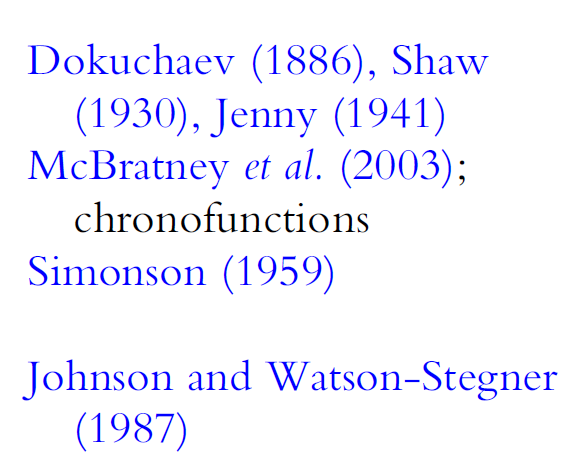 Dokuchaev (1886), Shaw
(1930), Jenny (1941)
McBratney et al. (2003);
chronofunctions
Simonson (1959)
Johnson and Watson-Stegner
(1987)